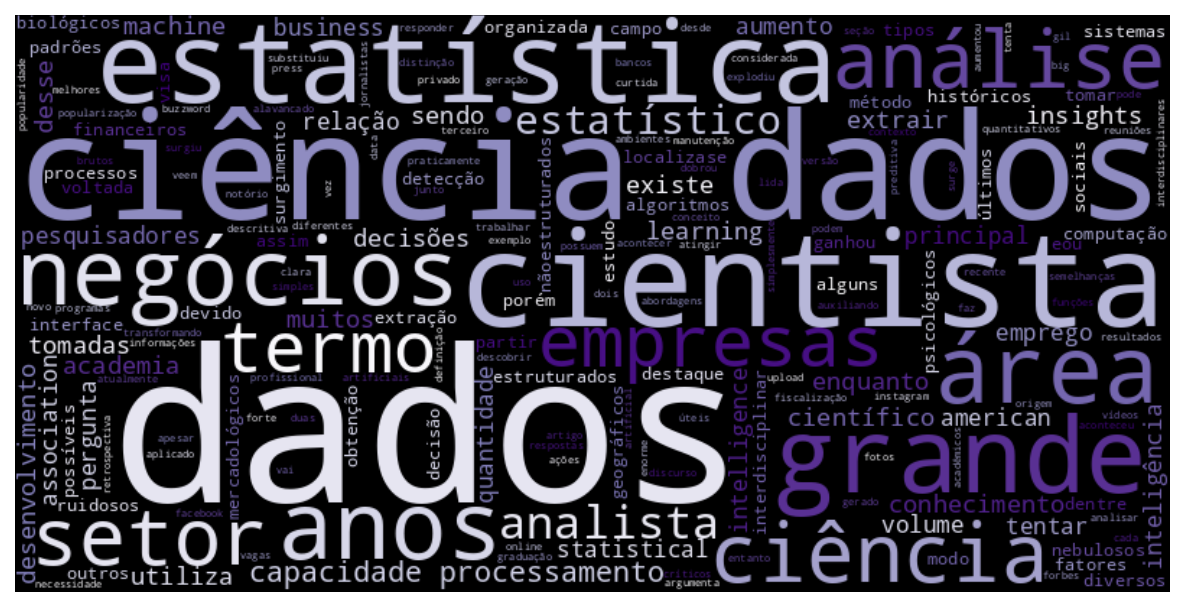 biológicos machine business responder organizada campo desde aumento seção tipos gil sistemas
padrões estatística análise
substituiu press distinção bancos considerada tenta
privado geração curtida explodiu big
popularidade melhores desse visa buzzword alavancado jornalistas aumentou
popularização relação sendo estatístico método históricos tomar pode
financeiros terceiro extrair insights
ciência dados
processos brutos surgiu data veem praticamente ambientes manutenção localizase contexto versão quantitativos reuniões
voltada surgimento detecção nãoestruturados dobrou existe lida preditiva surge últimos sociais interdisciplinares
notório vez junto algoritmos conceito
descritiva diferentes trabalhar learning possuem acontecer podem
pesquisadores assim decisões exemplo estudo atingir simplesmente ganhou principal eou computação
negócios cientista
clara simples uso porém dois abordagens alguns auxiliando recente faz semelhanças funções
novo programas devido muitos extração psicológicos
interface transformando informações termo definição partir empresas emprego resultados
tomadas descobrir área
academia atualmente profissional artificiais estruturados destaque enquanto upload instagram origem
association dados quantidade geográficos artificial intelligence fiscalização vídeos
desenvolvimento possíveis pergunta retrospectiva mercadológicos forte duas obtenção decisão úteis científico american aconteceu
apesar aplicado vai artigo respostas ações enorme discurso interdisciplinar grande fotos acadêmicos inteligência
ruidosos gerado conhecimento dentre
setor anos analista volume tentar analisar
facebook online statistical ciência cada
vagas graduação entanto modo nebulosos
outros utiliza capacidade processamento críticos fatores
necessidade argumenta forbes diversos